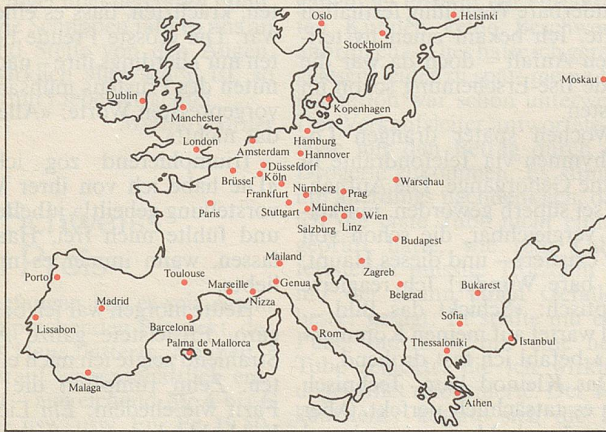 Oslo
Helsinki
Stockholm
Moskau
Dublin
Kopenhagen
Manchester
Hamburg
London
Amsterdam
Hannover
Düsseldorf
Brüssel
Köln
Warschau
Frankfurt
Nürnberg
Prag
Paris
Stuttgart
München
Salzburg
Linz
Wien
Budapest
Mailand
Zagreb
Toulouse
Marseille
Genua
Belgrad
Bukarest
Porto
Nizza
Madrid
Sofia
Lissabon
Barcelona
Rom
Istanbul
Palma de Mallorca
Thessaloniki
Malaga
Athen